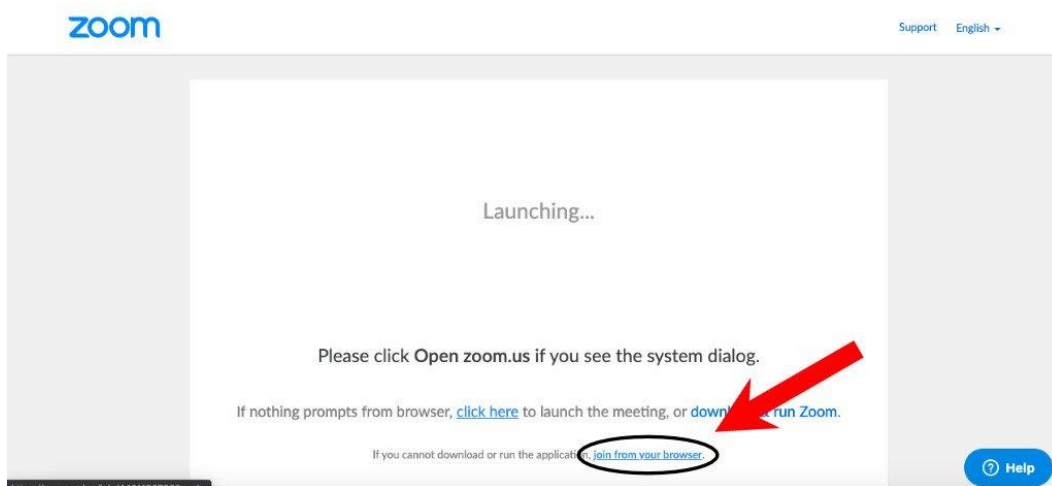 zoom
Support English
Launching...
Please click Open zoom.us if you see the system dialog.
If nothing prompts from browser, click here to launch the meeting, or run Zoom.
If you cannot download or run the application, join from your browser.
Help